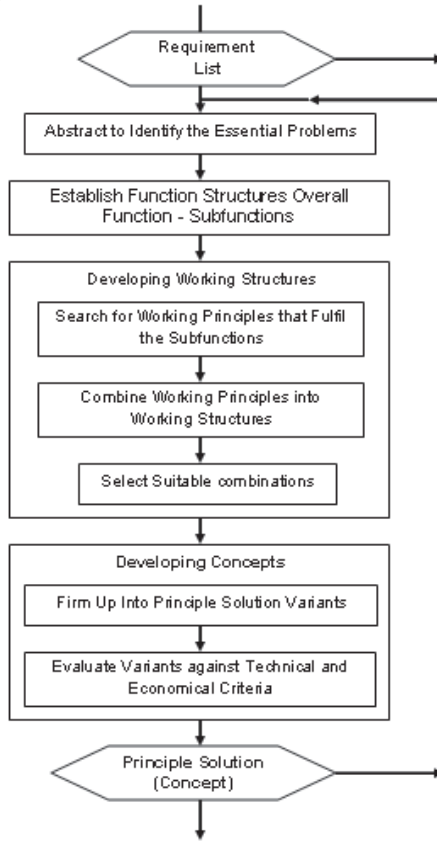 Requirement
List
Abstract to Identify the Essential Problems
Establish Function Structures Overall
Function - Subfunctions
Developing Working Structures
Search for Working Principles that Fulfil
the Subfunctions
Combine Working Principles into
Working Structures
Select Suitable combinations
Developing Concepts
Firm Up Into Principle Solution Variants
Evaluate Variants against Technical and
Economical Criteria
Principle Solution
(Concept)